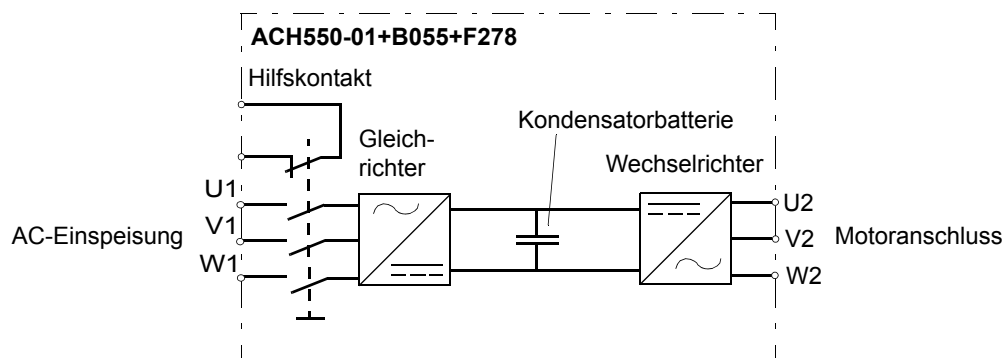 ACH550-01+B055+F278
Hilfskontakt
Kondensatorbatterie
Gleich-
richter
Wechselrichter
U1
V1
W1
AC-Einspeisung
U2
V2
W2
Motoranschluss